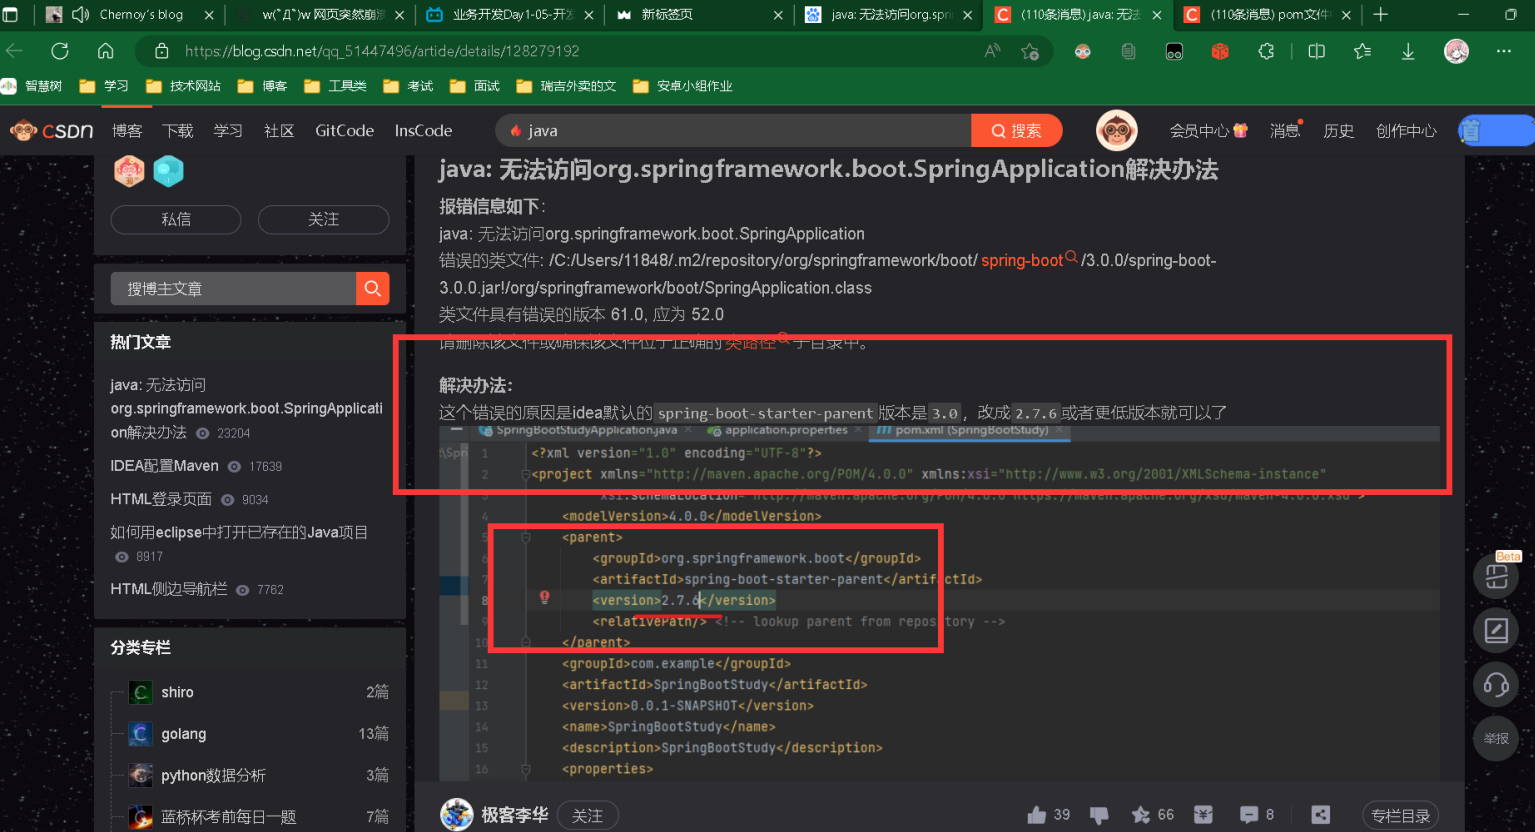 Chernoy's blog
w(ﾟДﾟ)w 网页突然崩溃
业务开发Day1-05-开发
新标签页
java: 无法访问org.sprin
(110条消息) java: 无法
(110条消息) pom文件中
https://blog.csdn.net/qq_51447496/article/details/128279192
智慧树 学习 技术网站 博客 工具类 考试 面试 瑞吉外卖的文 安卓小组作业
CSDN 博客 下载 学习 社区 GitCode InsCode java 搜索 会员中心 消息 历史 创作中心
私信 关注
搜博主文章
热门文章
java: 无法访问
org.springframework.boot.SpringApplicati
on解决办法 23204
IDEA配置Maven 17639
HTML登录页面 9034
如何用eclipse中打开已存在的Java项目
8917
HTML侧边导航栏 7762
分类专栏
shiro 2篇
golang 13篇
python数据分析 3篇
蓝桥杯考前每日一题 7篇
java: 无法访问org.springframework.boot.SpringApplication解决办法
报错信息如下:
java: 无法访问org.springframework.boot.SpringApplication
错误的类文件: /C:/Users/11848/.m2/repository/org/springframework/boot/ spring-boot /3.0.0/spring-boot-
3.0.0.jar!/org/springframework/boot/SpringApplication.class
类文件具有错误的版本 61.0, 应为 52.0
请删除该文件或确保该文件位于正确的 类路径 子目录中。
解决办法:
这个错误的原因是idea默认的 spring-boot-starter-parent 版本是 3.0 ，改成 2.7.6 或者更低版本就可以了
SpringBootStudyApplication.java application.properties pom.xml (SpringBootStudy)
1 <?xml version="1.0" encoding="UTF-8"?>
2 <project xmlns="http://maven.apache.org/POM/4.0.0" xmlns:xsi="http://www.w3.org/2001/XMLSchema-instance"
3 xsi:schemaLocation="http://maven.apache.org/POM/4.0.0 https://maven.apache.org/xsd/maven-4.0.0.xsd">
4 <modelVersion>4.0.0</modelVersion>
5 <parent>
6 <groupId>org.springframework.boot</groupId>
7 <artifactId>spring-boot-starter-parent</artifactId>
8 <version>2.7.6</version>
9 <relativePath/> <!-- lookup parent from repository -->
10 </parent>
11 <groupId>com.example</groupId>
12 <artifactId>SpringBootStudy</artifactId>
13 <version>0.0.1-SNAPSHOT</version>
14 <name>SpringBootStudy</name>
15 <description>SpringBootStudy</description>
16 <properties>
极客李华 关注 39 66 8 专栏目录
Beta
举报